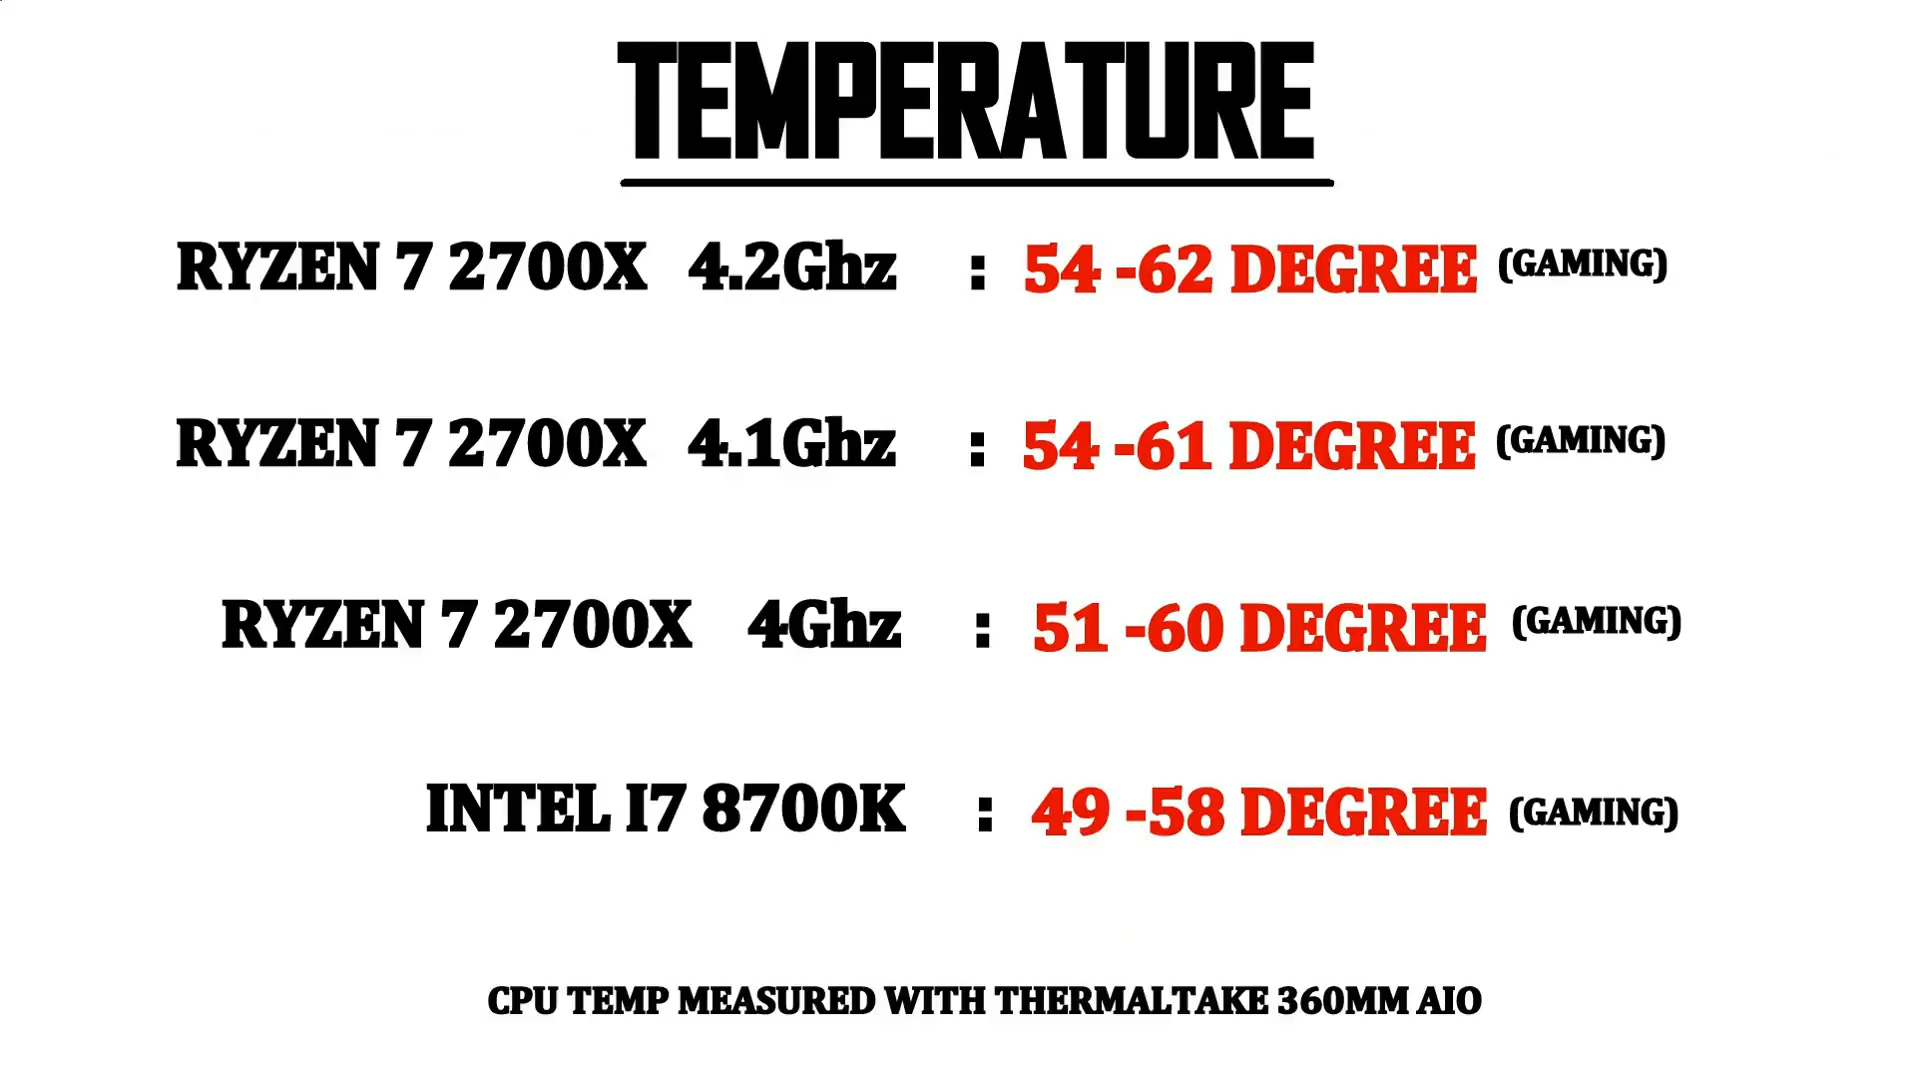 TEMPERATURE
RYZEN 7 2700X 4.2Ghz : 54 -62 DEGREE (GAMING)
RYZEN 7 2700X 4.1Ghz : 54 -61 DEGREE (GAMING)
RYZEN 7 2700X 4Ghz : 51 -60 DEGREE (GAMING)
INTEL I7 8700K : 49 -58 DEGREE (GAMING)
CPU TEMP MEASURED WITH THERMALTAKE 360MM AIO